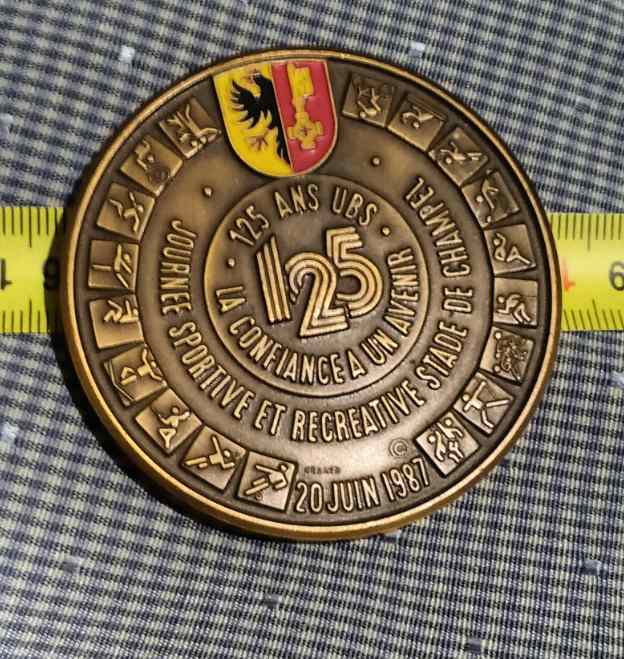 125 ANS UBS
125
LA CONFIANCE A UN AVENIR
JOURNEE SPORTIVE ET RECREATIVE STADE DE CHAMPEL
©
20 JUIN 1987